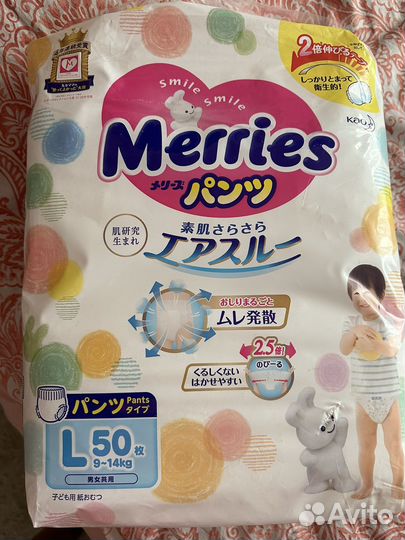 2倍伸びる
しっかりとまって
衛生的!
Smile Smile
Kao
Merries
メリーズ パンツ
肌研究
生まれ
素肌さらさら
エアスルー
おしりまるごと
ムレ発散
2.5倍!
くるしくない
はかせやすい
のび〜る
パンツ Pants
タイプ
L 50枚
9~14kg
男女共用
子ども用 紙おむつ
Avito